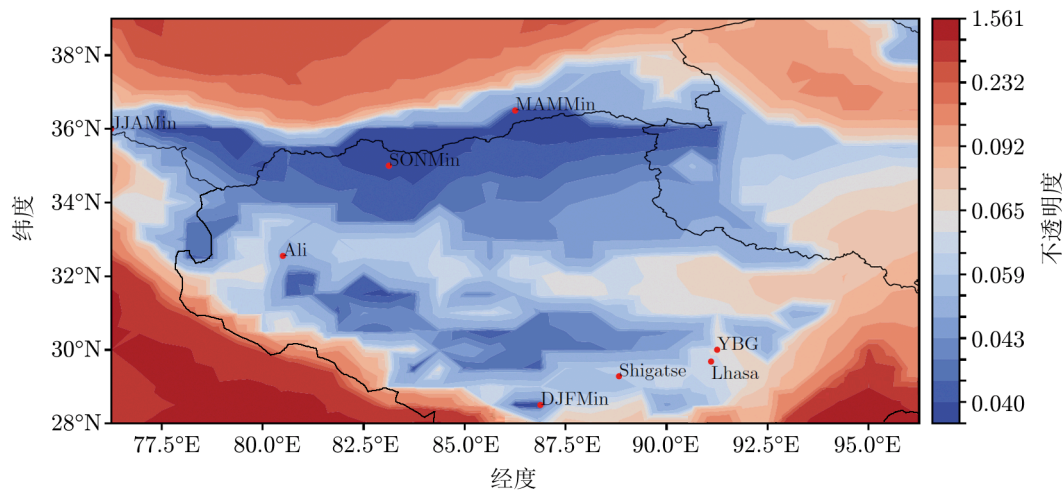 38°N
36°N
34°N
32°N
30°N
28°N
纬度
JJAMin
MAMMin
SONMin
Ali
YBG
Lhasa
Shigatse
DJFMin
77.5°E
80.0°E
82.5°E
85.0°E
87.5°E
90.0°E
92.5°E
95.0°E
经度
1.561
0.232
0.092
0.065
0.059
0.043
0.040
不透明度